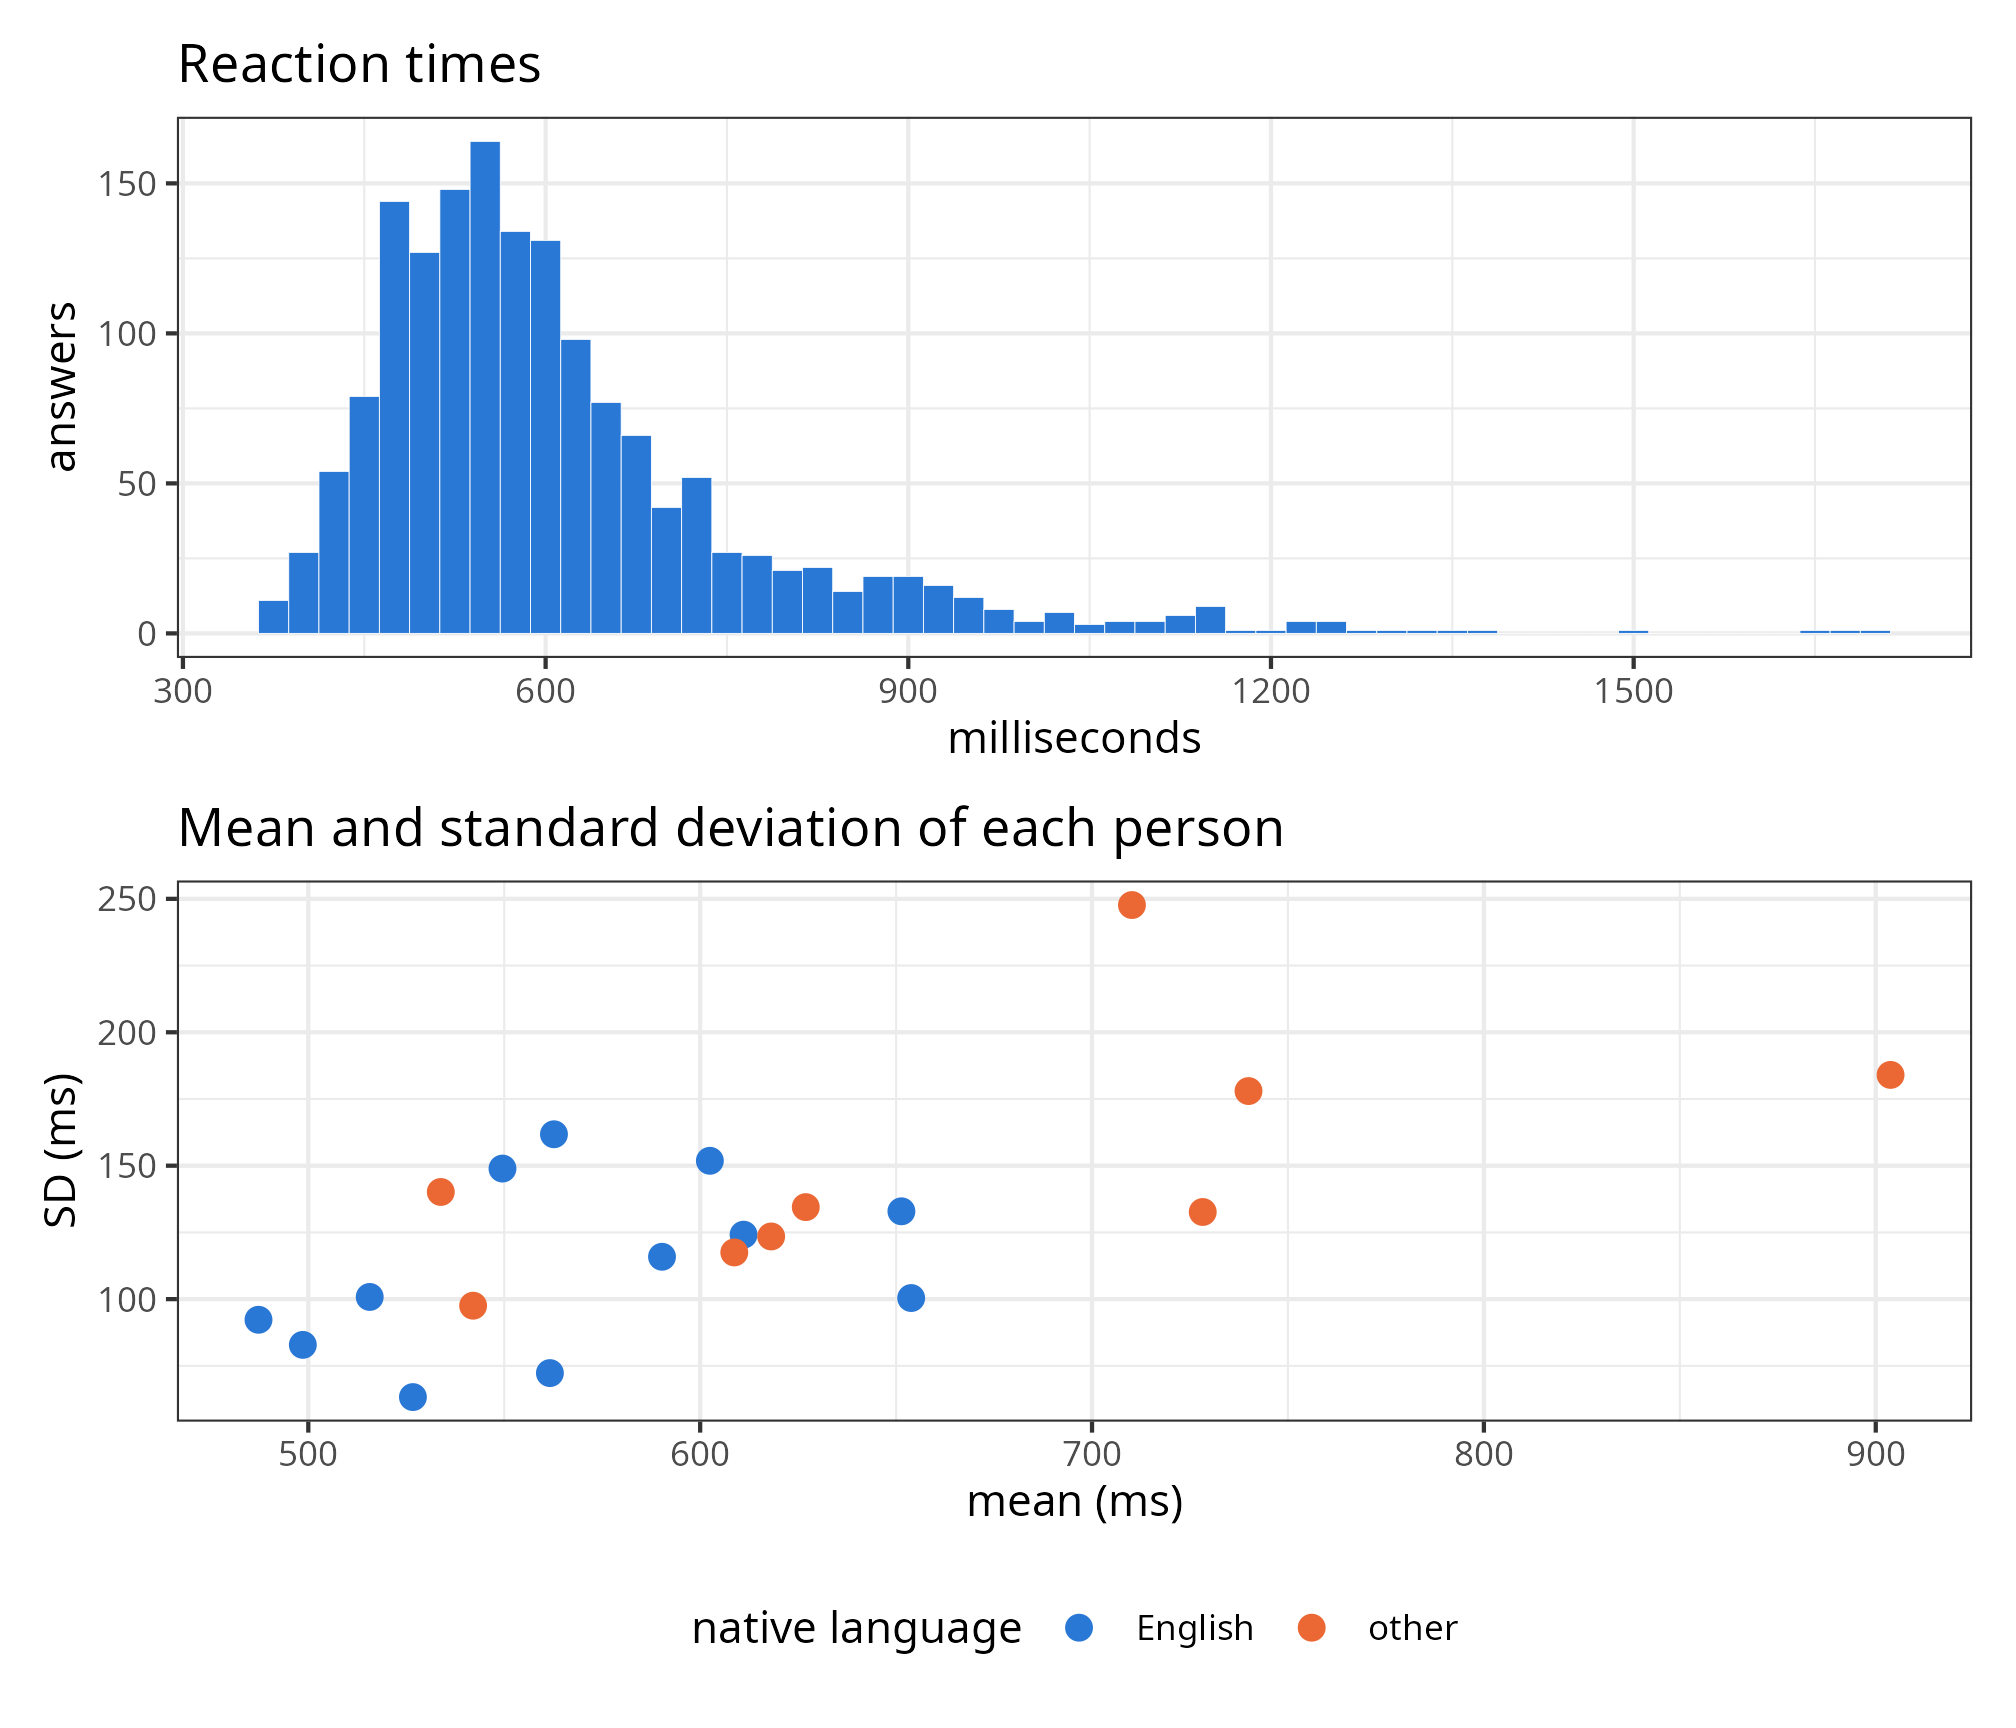 Reaction times
150
100
50
0
answers
300 600 900 1200 1500
milliseconds
Mean and standard deviation of each person
250
200
150
100
SD (ms)
500 600 700 800 900
mean (ms)
native language English other